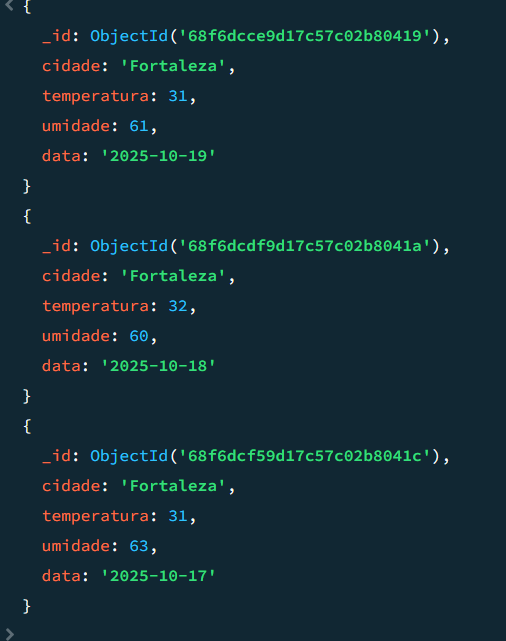 {
  _id: ObjectId('68f6dcce9d17c57c02b80419'),
  cidade: 'Fortaleza',
  temperatura: 31,
  umidade: 61,
  data: '2025-10-19'
}
{
  _id: ObjectId('68f6dcdf9d17c57c02b8041a'),
  cidade: 'Fortaleza',
  temperatura: 32,
  umidade: 60,
  data: '2025-10-18'
}
{
  _id: ObjectId('68f6dcf59d17c57c02b8041c'),
  cidade: 'Fortaleza',
  temperatura: 31,
  umidade: 63,
  data: '2025-10-17'
}